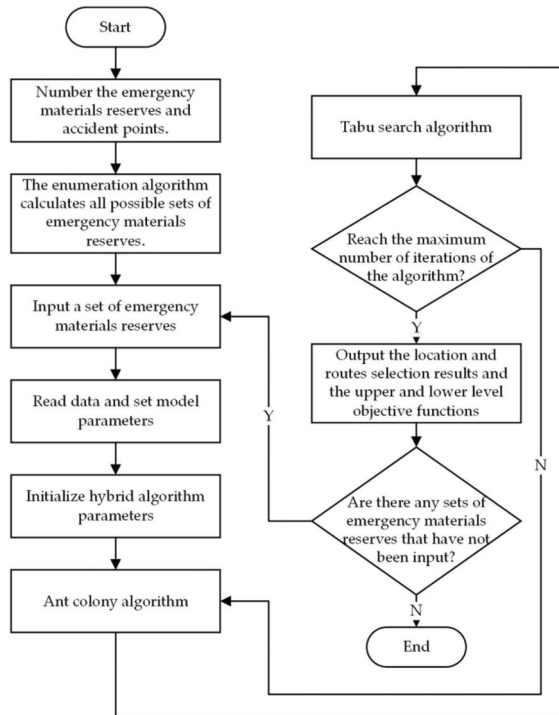 Start
Number the emergency
materials reserves and
accident points.
The enumeration algorithm
calculates all possible sets of
emergency materials
reserves.
Input a set of emergency
materials reserves
Read data and set model
parameters
Initialize hybrid algorithm
parameters
Ant colony algorithm
Tabu search algorithm
Reach the maximum
number of iterations of
the algorithm?
Y
N
Output the location and
routes selection results and
the upper and lower level
objective functions
Are there any sets of
emergency materials
reserves that have not
been input?
Y
N
End